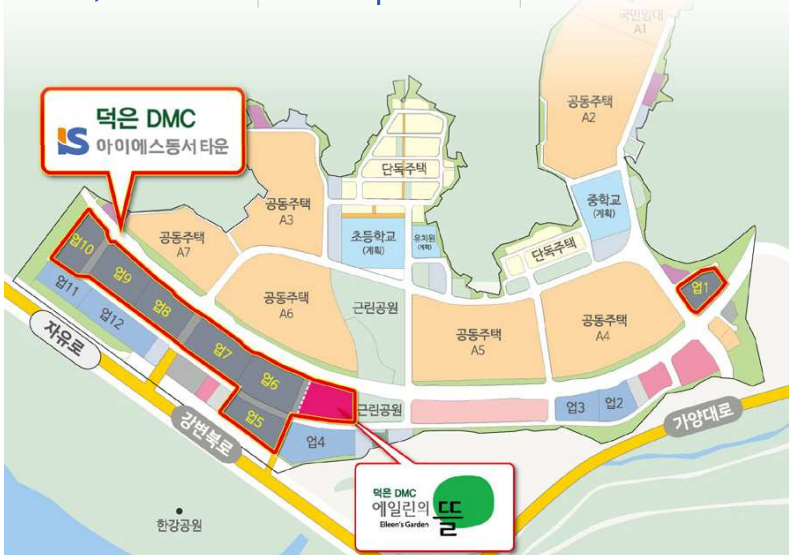 국민임대
A1
공동주택
A2
덕은 DMC
IS 아이에스동서타운
단독주택
중학교
(계획)
공동주택
A3
공동주택
A7
초등학교
(계획)
유치원
(계획)
단독주택
업10
업9
업8
업7
업6
업5
업11
업12
업1
공동주택
A6
근린공원
공동주택
A5
공동주택
A4
자유로
강변북로
근린공원
업4
업3
업2
가양대로
덕은 DMC
에일린의 뜰
Eileen's Garden
한강공원